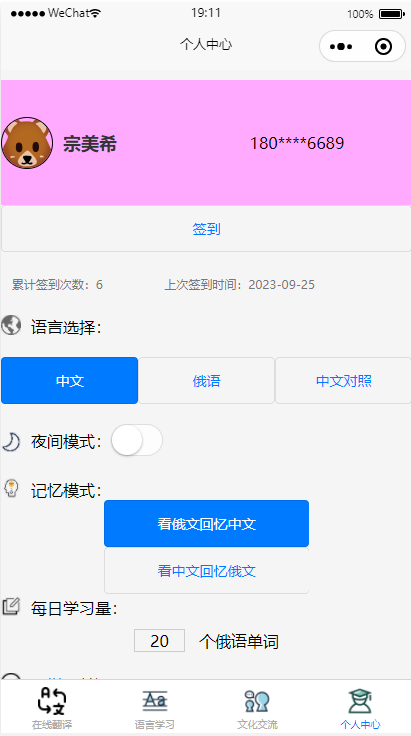 WeChat 19:11 100%
个人中心
宗美希 180****6689
签到
累计签到次数：6 上次签到时间：2023-09-25
语言选择：
中文 俄语 中文对照
夜间模式：
记忆模式：
看俄文回忆中文
看中文回忆俄文
每日学习量：
20 个俄语单词
在线翻译 语言学习 文化交流 个人中心